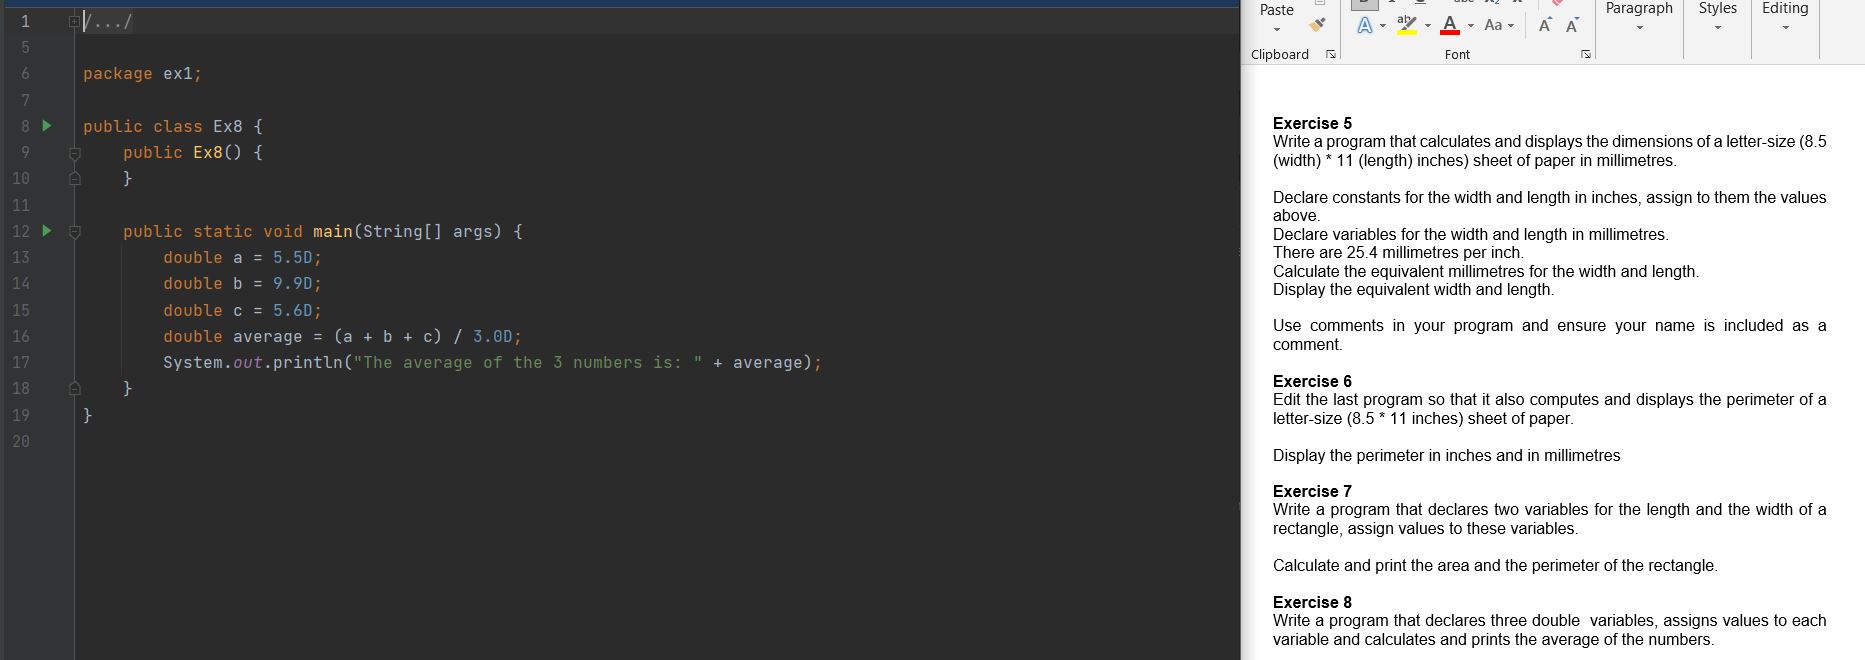 1 /.../
5
6 package ex1;
7
8 public class Ex8 {
9 public Ex8() {
10 }
11
12 public static void main(String[] args) {
13 double a = 5.5D;
14 double b = 9.9D;
15 double c = 5.6D;
16 double average = (a + b + c) / 3.0D;
17 System.out.println("The average of the 3 numbers is: " + average);
18 }
19 }
20
Paste
Clipboard
A ab A Aa A A
Font
Paragraph
Styles
Editing
Exercise 5
Write a program that calculates and displays the dimensions of a letter-size (8.5
(width) * 11 (length) inches) sheet of paper in millimetres.
Declare constants for the width and length in inches, assign to them the values
above.
Declare variables for the width and length in millimetres.
There are 25.4 millimetres per inch.
Calculate the equivalent millimetres for the width and length.
Display the equivalent width and length.
Use comments in your program and ensure your name is included as a
comment.
Exercise 6
Edit the last program so that it also computes and displays the perimeter of a
letter-size (8.5 * 11 inches) sheet of paper.
Display the perimeter in inches and in millimetres
Exercise 7
Write a program that declares two variables for the length and the width of a
rectangle, assign values to these variables.
Calculate and print the area and the perimeter of the rectangle.
Exercise 8
Write a program that declares three double variables, assigns values to each
variable and calculates and prints the average of the numbers.